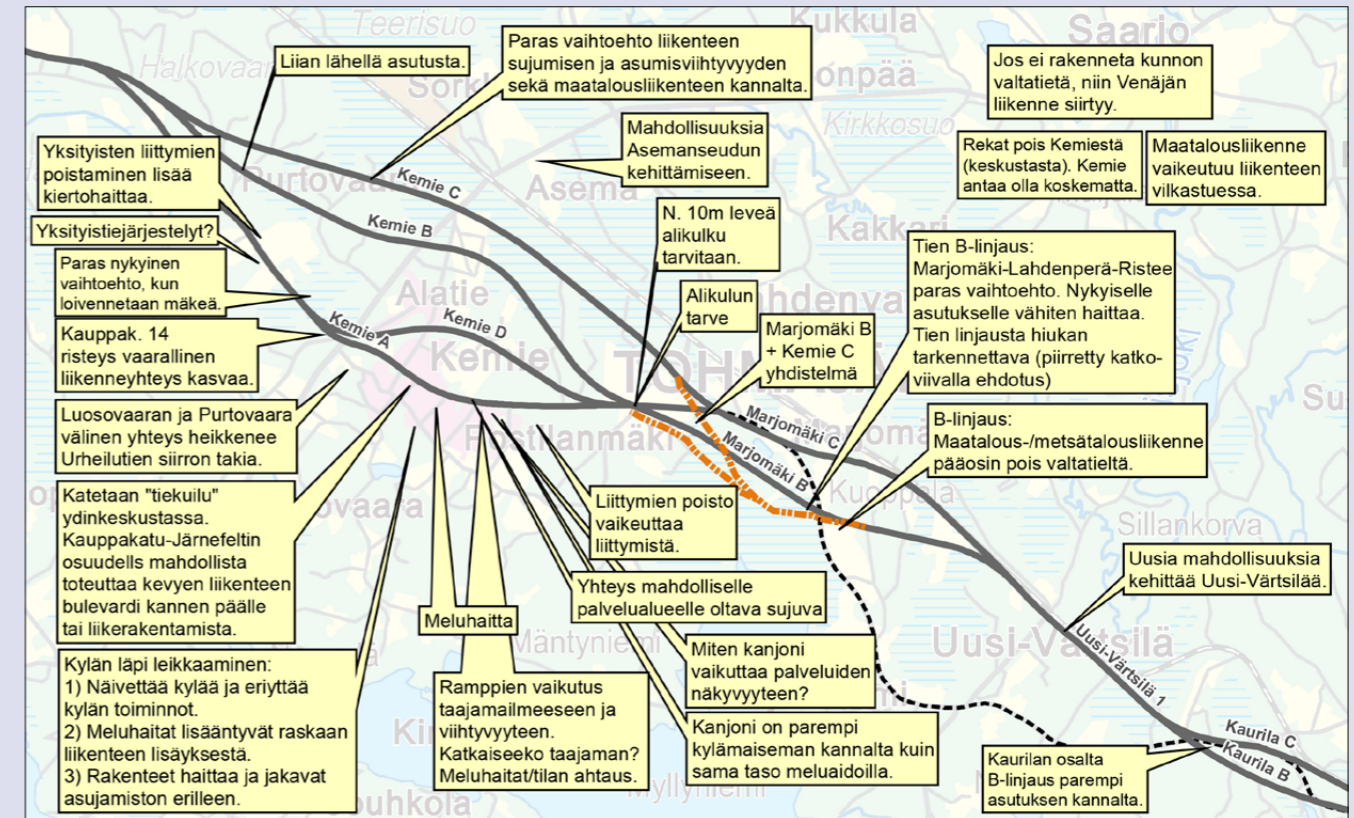 Teerisuo
Kukkula
Saario
Halkovaara
Liian lähellä asutusta.
Paras vaihtoehto liikenteen
sujumisen ja asumisviihtyvyyden
sekä maatalousliikenteen kannalta.
Jos ei rakenneta kunnon
valtatietä, niin Venäjän
liikenne siirtyy.
Kirkkosuo
Mahdollisuuksia
Asemanseudun
kehittämiseen.
Rekat pois Kemiestä
(keskustasta). Kemie
antaa olla koskematta.
Maatalousliikenne
vaikeutuu liikenteen
vilkastuessa.
Yksityisten liittymien
poistaminen lisää
kiertohaittaa.
Purtovaara
Kemie C
Asema
Kakkari
Kemie B
N. 10m leveä
alikulku
tarvitaan.
Yksityistiejärjestelyt?
Tien B-linjaus:
Marjomäki-Lahdenperä-Ristee
paras vaihtoehto. Nykyiselle
asutukselle vähiten haittaa.
Tien linjausta hiukan
tarkennettava (piirretty katko-
viivalla ehdotus)
Paras nykyinen
vaihtoehto, kun
loivennetaan mäkeä.
Alatie
Alikulun
tarve
Marjomäki B
+ Kemie C
yhdistelmä
Kemie A
Kemie D
Kemie
Kauppak. 14
risteys vaarallinen
liikenneyhteys kasvaa.
Luosovaaran ja Purtovaara
välinen yhteys heikkenee
Urheilutien siirron takia.
Postilanmäki
Marjomäki C
Marjomäki B
B-linjaus:
Maatalous-/metsätalousliikenne
pääosin pois valtatieltä.
Kuoppala
Sillankorva
Katetaan "tiekuilu"
ydinkeskustassa.
Kauppakatu-Järnefeltin
osuudells mahdollista
toteuttaa kevyen liikenteen
bulevardi kannen päälle
tai liikerakentamista.
Liittymien poisto
vaikeuttaa
liittymistä.
Uusia mahdollisuuksia
kehittää Uusi-Värtsilää.
Yhteys mahdolliselle
palvelualueelle oltava sujuva
Meluhaitta
Mäntyniemi
Uusi-Värtsilä
Uusi-Värtsilä 1
Miten kanjoni
vaikuttaa palveluiden
näkyvyyteen?
Kylän läpi leikkaaminen:
1) Näivettää kylää ja eriyttää
kylän toiminnot.
2) Meluhaitat lisääntyvät raskaan
liikenteen lisäyksestä.
3) Rakenteet haittaa ja jakavat
asujamiston erilleen.
Ramppien vaikutus
taajamailmeeseen ja
viihtyvyyteen.
Katkaiseeko taajaman?
Meluhaitat/tilan ahtaus.
Kanjoni on parempi
kylämaiseman kannalta kuin
sama taso meluaidoilla.
Kaurilan osalta
B-linjaus parempi
asutuksen kannalta.
Kaurila C
Kaurila B
Myllyniemi